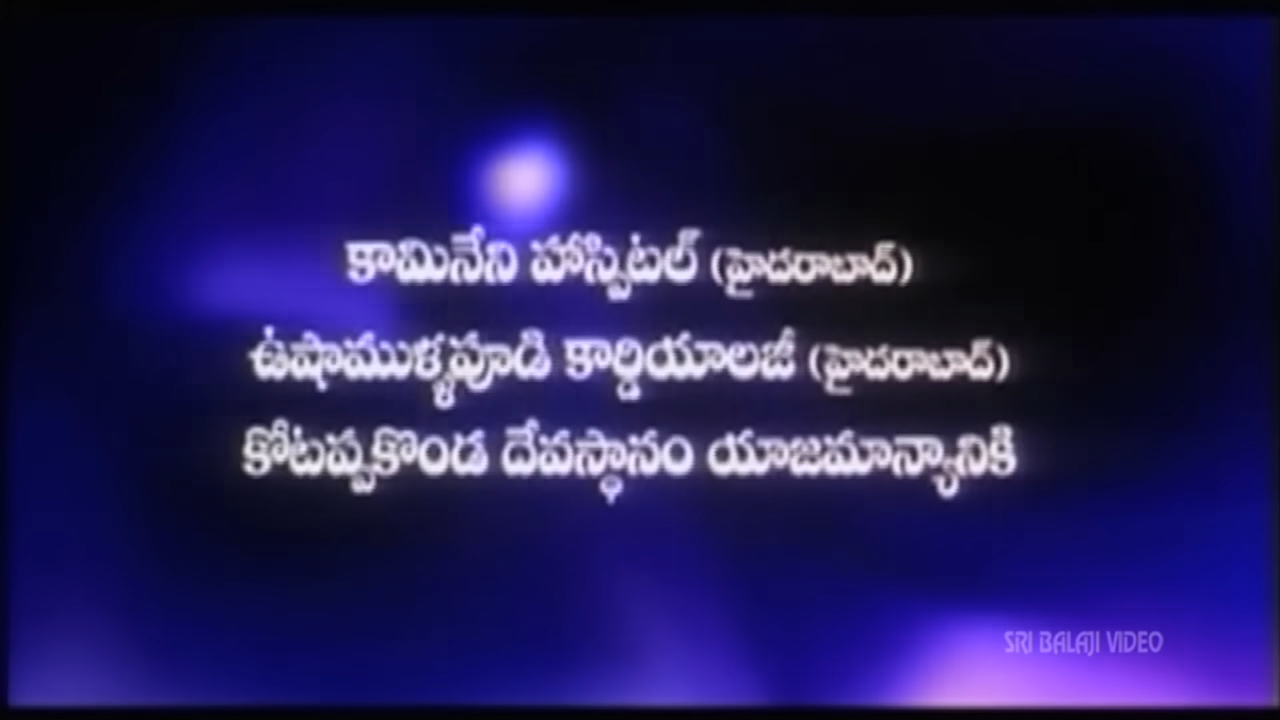 కామినేని హాస్పిటల్ (హైదరాబాద్)
ఉషాముళ్ళపూడి కార్డియాలజీ (హైదరాబాద్)
కోటప్పకొండ దేవస్థానం యాజమాన్యానికి
SRI BALAJI VIDEO